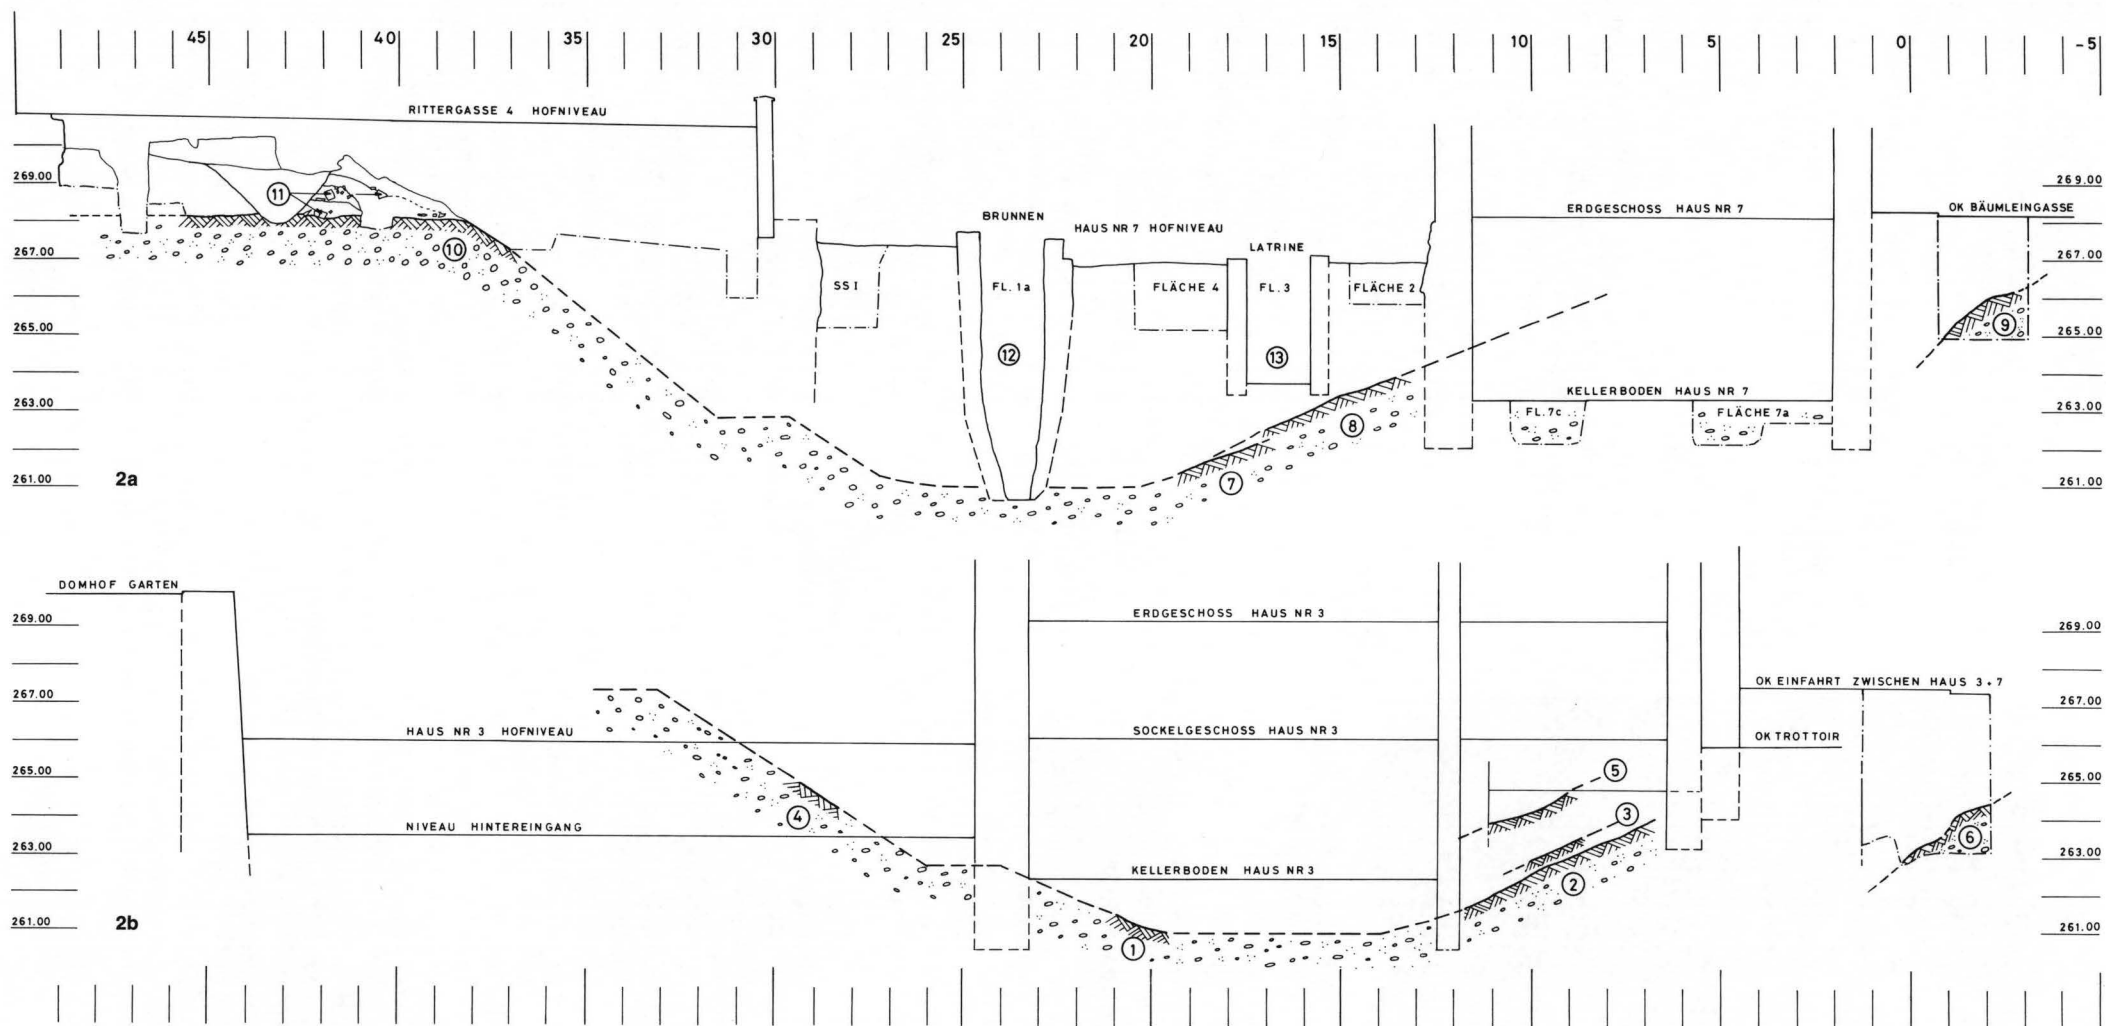 45 40 35 30 25 20 15 10 5 0 -5
RITTERGASSE 4 HOFNIVEAU
269.00
267.00
265.00
263.00
261.00
11
10
SS I
BRUNNEN
FL. 1a
12
HAUS NR 7 HOFNIVEAU
FLÄCHE 4
LATRINE
FL. 3
13
FLÄCHE 2
7
8
ERDGESCHOSS HAUS NR 7
KELLERBODEN HAUS NR 7
FL. 7c
FLÄCHE 7a
OK BÄUMLEINGASSE
9
269.00
267.00
265.00
263.00
261.00
2a
DOMHOF GARTEN
269.00
267.00
265.00
263.00
261.00
HAUS NR 3 HOFNIVEAU
NIVEAU HINTEREINGANG
4
ERDGESCHOSS HAUS NR 3
SOCKELGESCHOSS HAUS NR 3
KELLERBODEN HAUS NR 3
1
5
3
2
OK EINFAHRT ZWISCHEN HAUS 3 + 7
OK TROTTOIR
6
269.00
267.00
265.00
263.00
261.00
2b